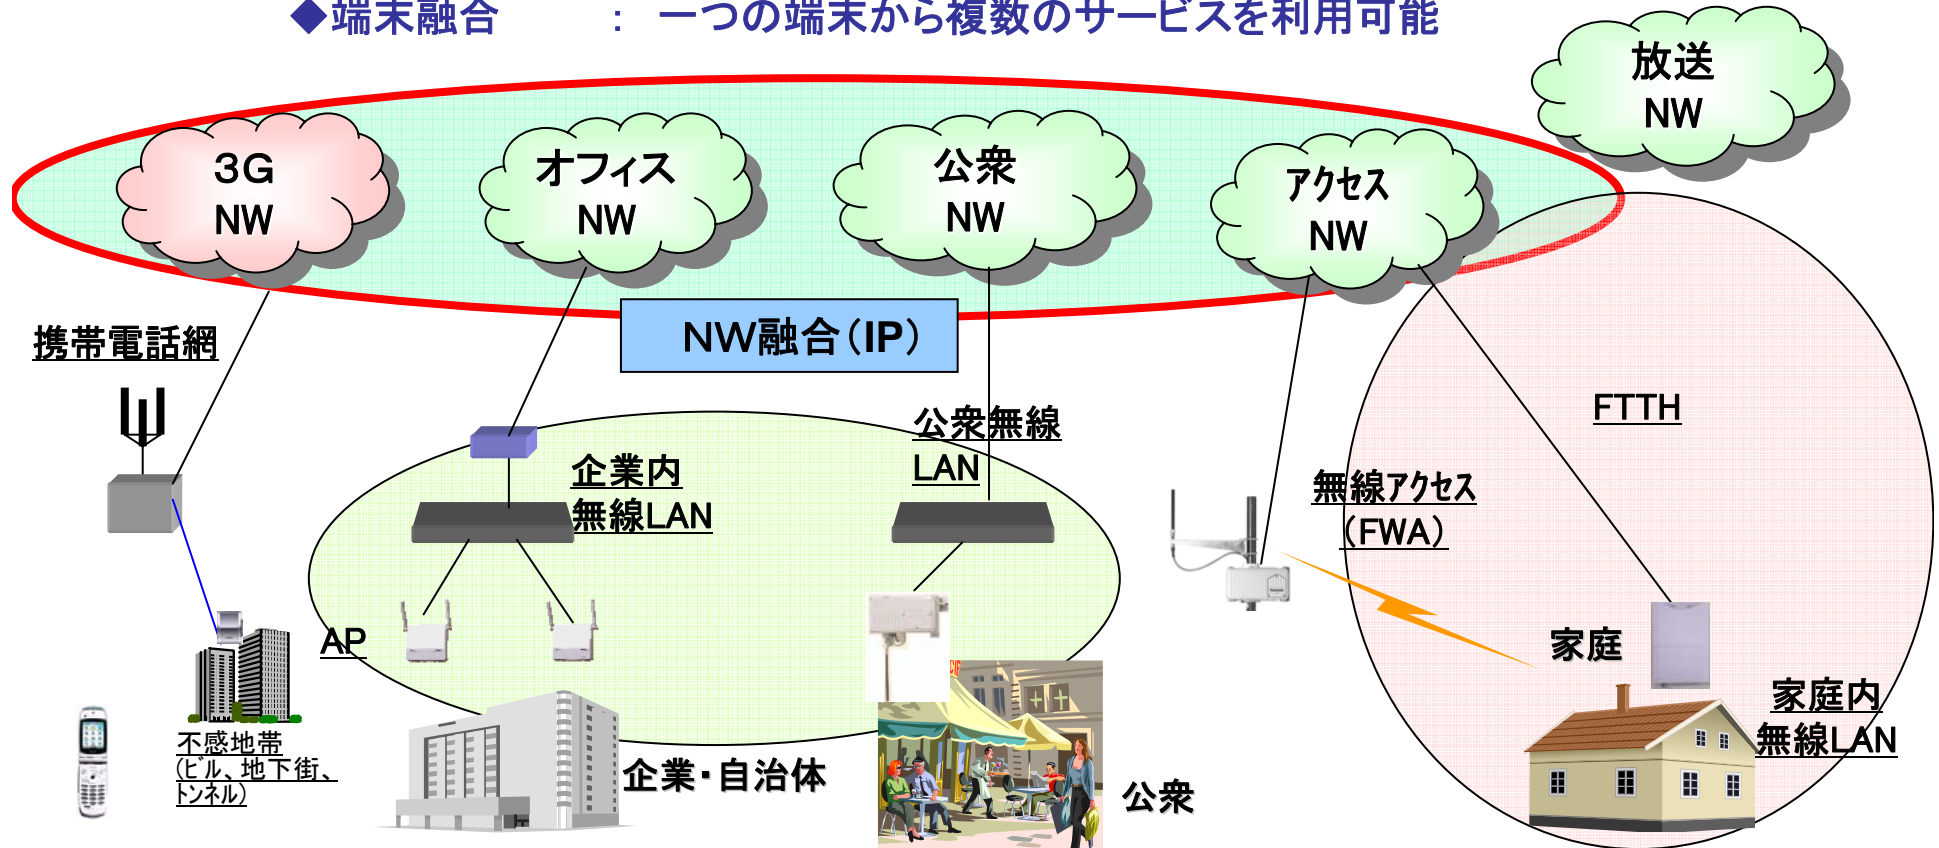 ◆端末融合　：　一つの端末から複数のサービスを利用可能
放送
NW
3G
NW
オフィス
NW
公衆
NW
アクセス
NW
NW融合（IP）
携帯電話網
公衆無線
LAN
FTTH
企業内
無線LAN
無線アクセス
（FWA）
AP
家庭
家庭内
無線LAN
不感地帯
（ビル、地下街、
トンネル）
企業・自治体
公衆